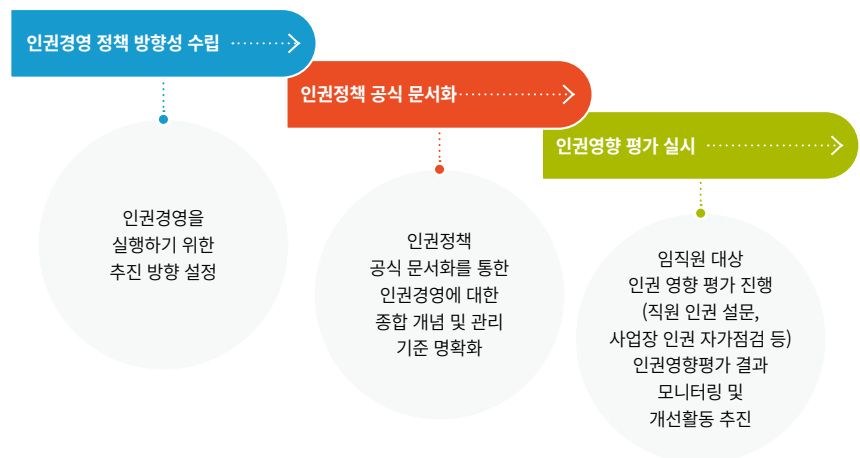 인권경영 정책 방향성 수립
인권경영을
실행하기 위한
추진 방향 설정
인권정책 공식 문서화
인권정책
공식 문서화를 통한
인권경영에 대한
종합 개념 및 관리
기준 명확화
인권영향 평가 실시
임직원 대상
인권 영향 평가 진행
(직원 인권 설문,
사업장 인권 자가점검 등)
인권영향평가 결과
모니터링 및
개선활동 추진